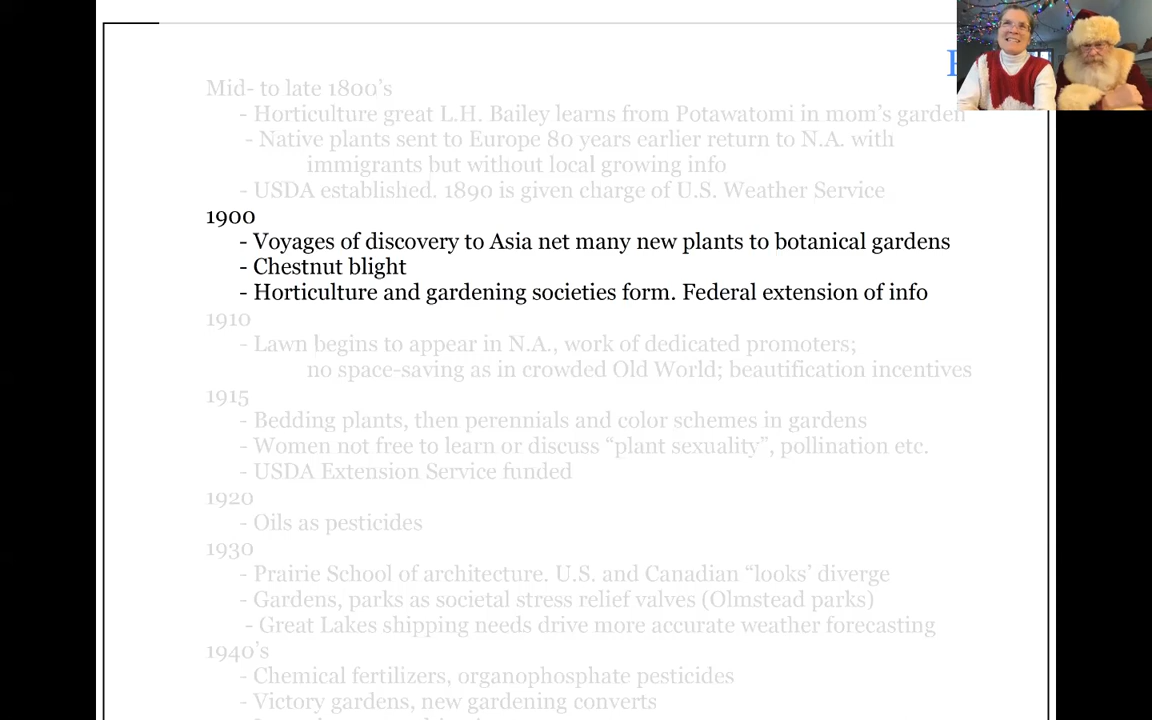 Mid- to late 1800's
- Horticulture great L.H. Bailey learns from Potawatomi in mom's garden
- Native plants sent to Europe 80 years earlier return to N.A. with
immigrants but without local growing info
- USDA established. 1890 is given charge of U.S. Weather Service
1900
- Voyages of discovery to Asia net many new plants to botanical gardens
- Chestnut blight
- Horticulture and gardening societies form. Federal extension of info
1910
- Lawn begins to appear in N.A., work of dedicated promoters;
no space-saving as in crowded Old World; beautification incentives
1915
- Bedding plants, then perennials and color schemes in gardens
- Women not free to learn or discuss “plant sexuality”, pollination etc.
- USDA Extension Service funded
1920
- Oils as pesticides
1930
- Prairie School of architecture. U.S. and Canadian “looks’ diverge
- Gardens, parks as societal stress relief valves (Olmstead parks)
- Great Lakes shipping needs drive more accurate weather forecasting
1940's
- Chemical fertilizers, organophosphate pesticides
- Victory gardens, new gardening converts